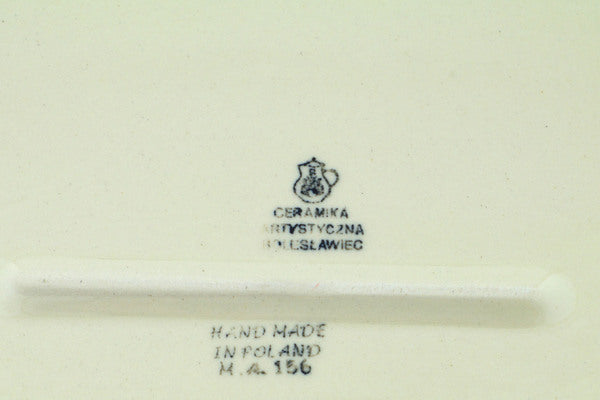 CERAMIKA
ARTYSTYCZNA
BOLESŁAWIEC
HAND MADE
IN POLAND
M.A. 156